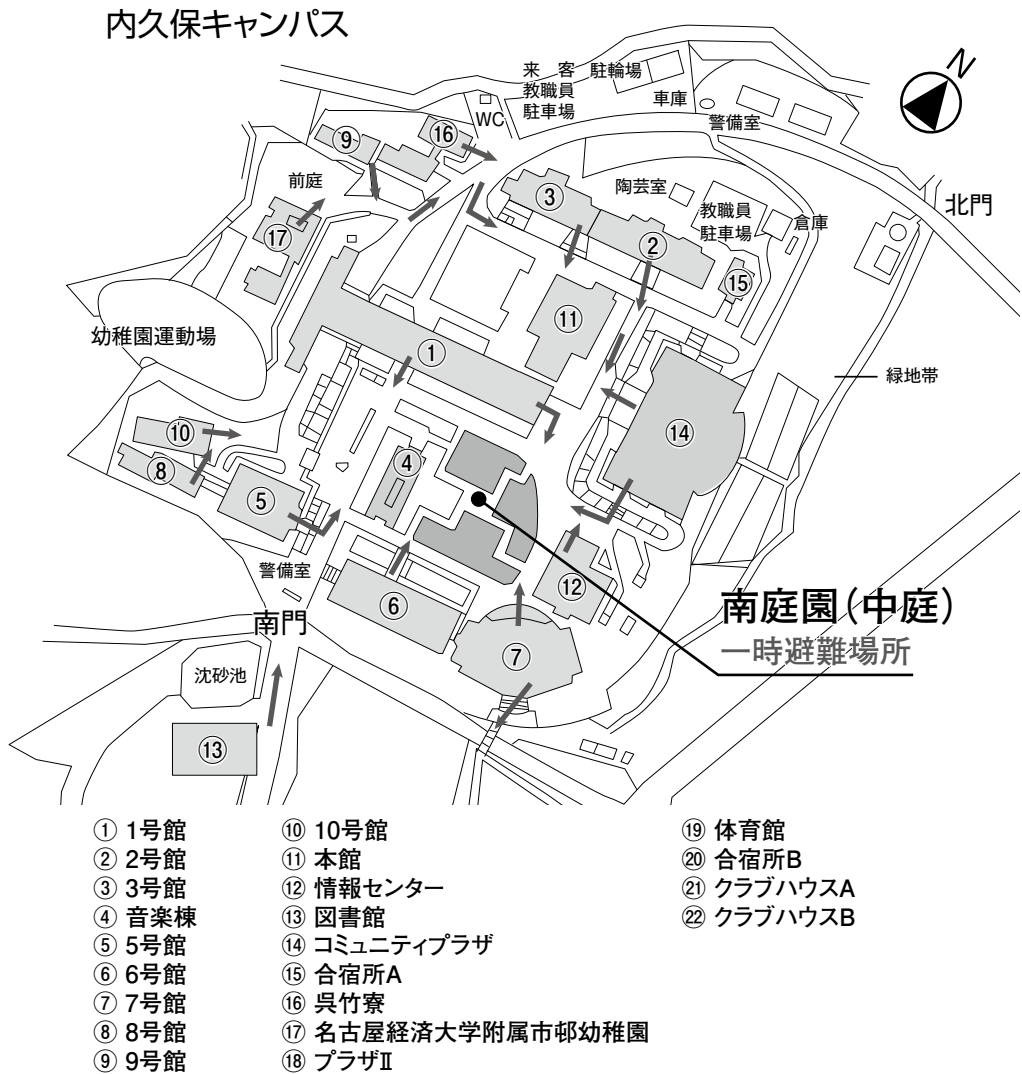 内久保キャンパス
N
来 客
教職員
駐車場
駐輪場
車庫
WC
警備室
⑨
⑯
前庭
⑰
③
陶芸室
教職員
駐車場
倉庫
北門
②
⑮
⑪
幼稚園運動場
①
緑地帯
⑩
⑧
④
⑭
⑤
警備室
⑫
⑥
南庭園(中庭)
一時避難場所
南門
⑦
沈砂池
⑬
① 1号館
② 2号館
③ 3号館
④ 音楽棟
⑤ 5号館
⑥ 6号館
⑦ 7号館
⑧ 8号館
⑨ 9号館
⑩ 10号館
⑪ 本館
⑫ 情報センター
⑬ 図書館
⑭ コミュニティプラザ
⑮ 合宿所A
⑯ 呉竹寮
⑰ 名古屋経済大学附属市邨幼稚園
⑱ プラザⅡ
⑲ 体育館
⑳ 合宿所B
㉑ クラブハウスA
㉒ クラブハウスB